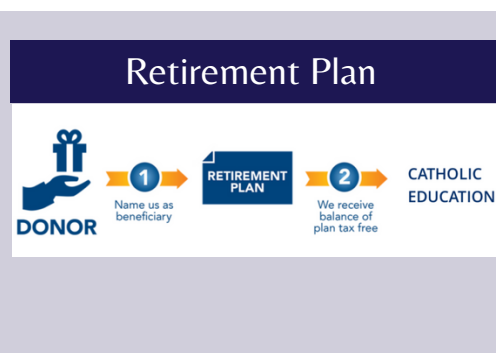 Retirement Plan
DONOR
1
Name us as
beneficiary
RETIREMENT
PLAN
2
We receive
balance of
plan tax free
CATHOLIC
EDUCATION